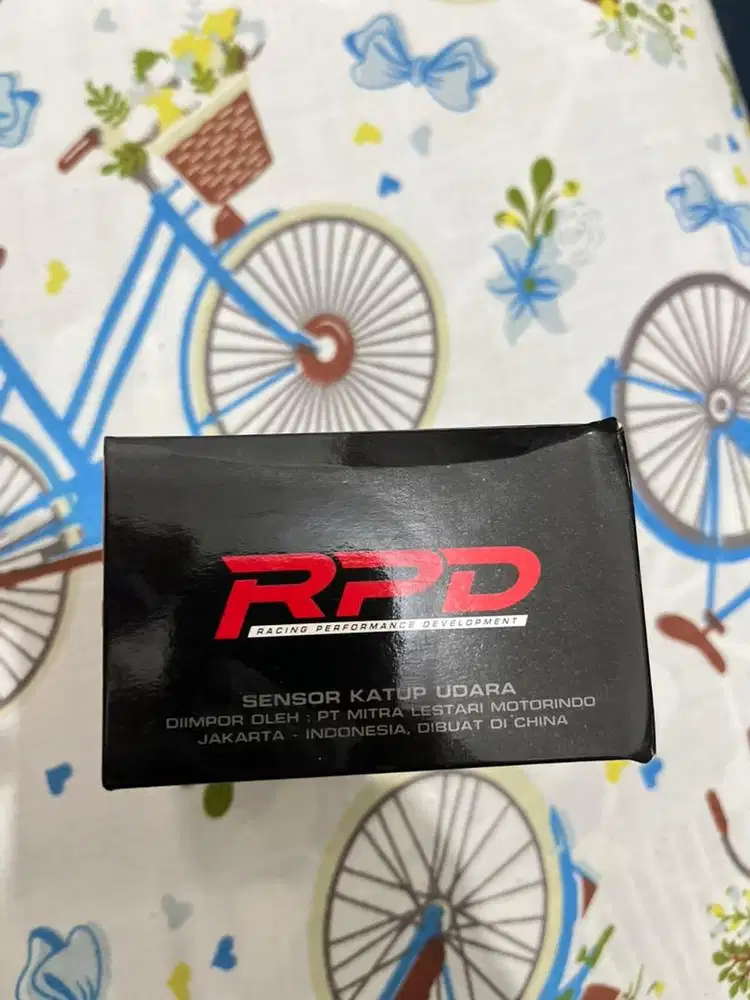 RPD
RACING PERFORMANCE DEVELOPMENT
SENSOR KATUP UDARA
DIIMPOR OLEH : PT MITRA LESTARI MOTORINDO
JAKARTA - INDONESIA, DIBUAT DI CHINA